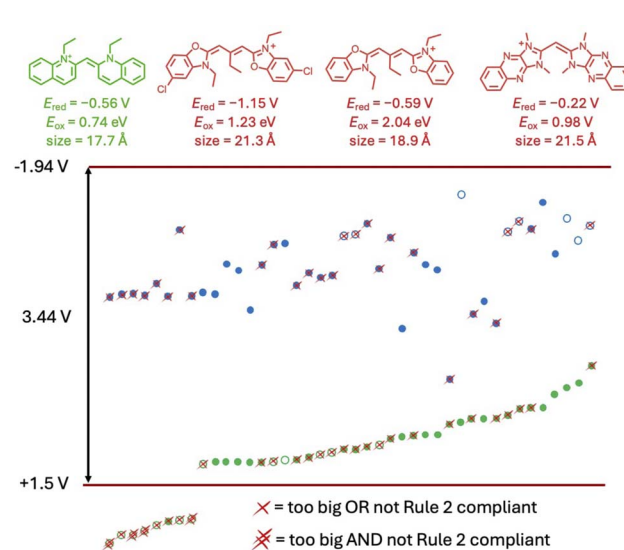 N+ N
O N O N+ Cl Cl
O N O N+
N N N N N N N N
E_red = −0.56 V
E_ox = 0.74 eV
size = 17.7 Å
E_red = −1.15 V
E_ox = 1.23 eV
size = 21.3 Å
E_red = −0.59 V
E_ox = 2.04 eV
size = 18.9 Å
E_red = −0.22 V
E_ox = 0.98 V
size = 21.5 Å
-1.94 V
3.44 V
+1.5 V
= too big OR not Rule 2 compliant
= too big AND not Rule 2 compliant